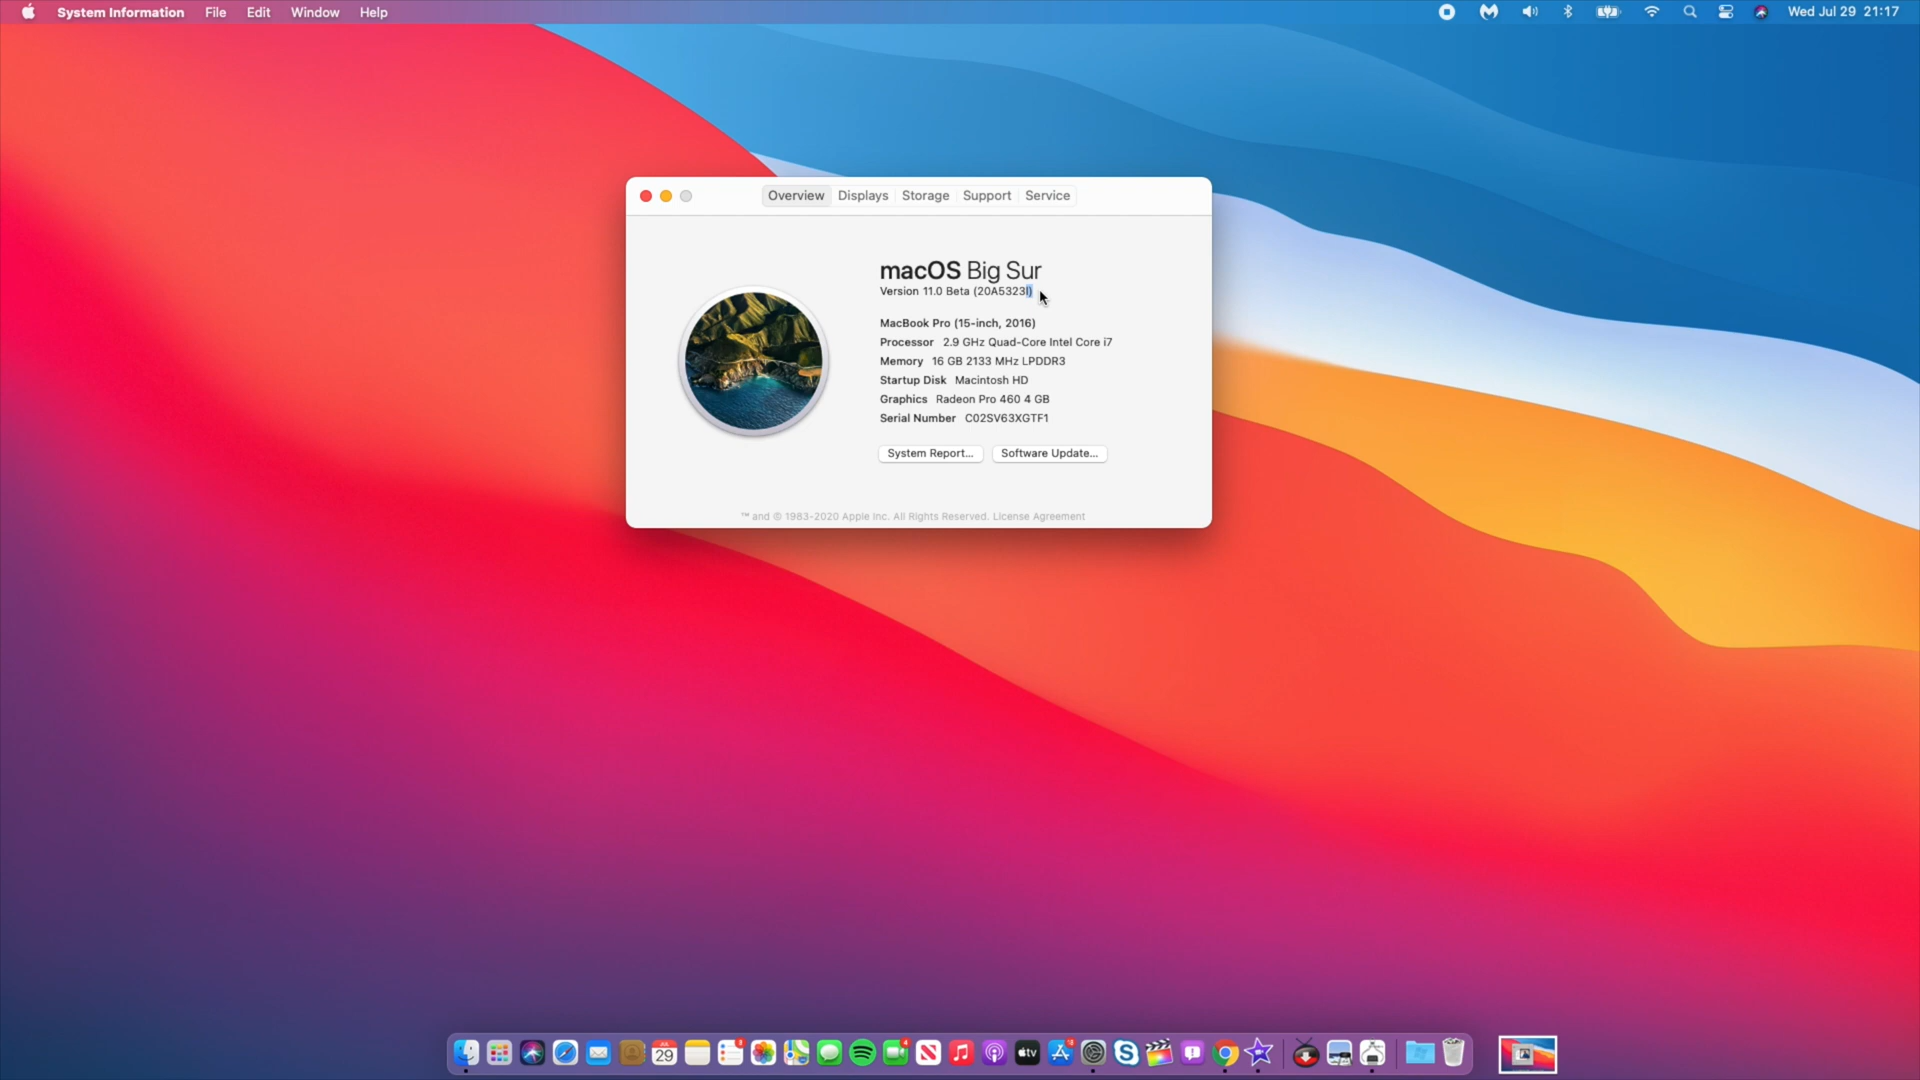 System Information File Edit Window Help
Wed Jul 29 21:17
Overview Displays Storage Support Service
macOS Big Sur
Version 11.0 Beta (20A5323l)
MacBook Pro (15-inch, 2016)
Processor 2.9 GHz Quad-Core Intel Core i7
Memory 16 GB 2133 MHz LPDDR3
Startup Disk Macintosh HD
Graphics Radeon Pro 460 4 GB
Serial Number C02SV63XGTF1
System Report... Software Update...
™ and © 1983-2020 Apple Inc. All Rights Reserved. License Agreement
JUL
29
tv